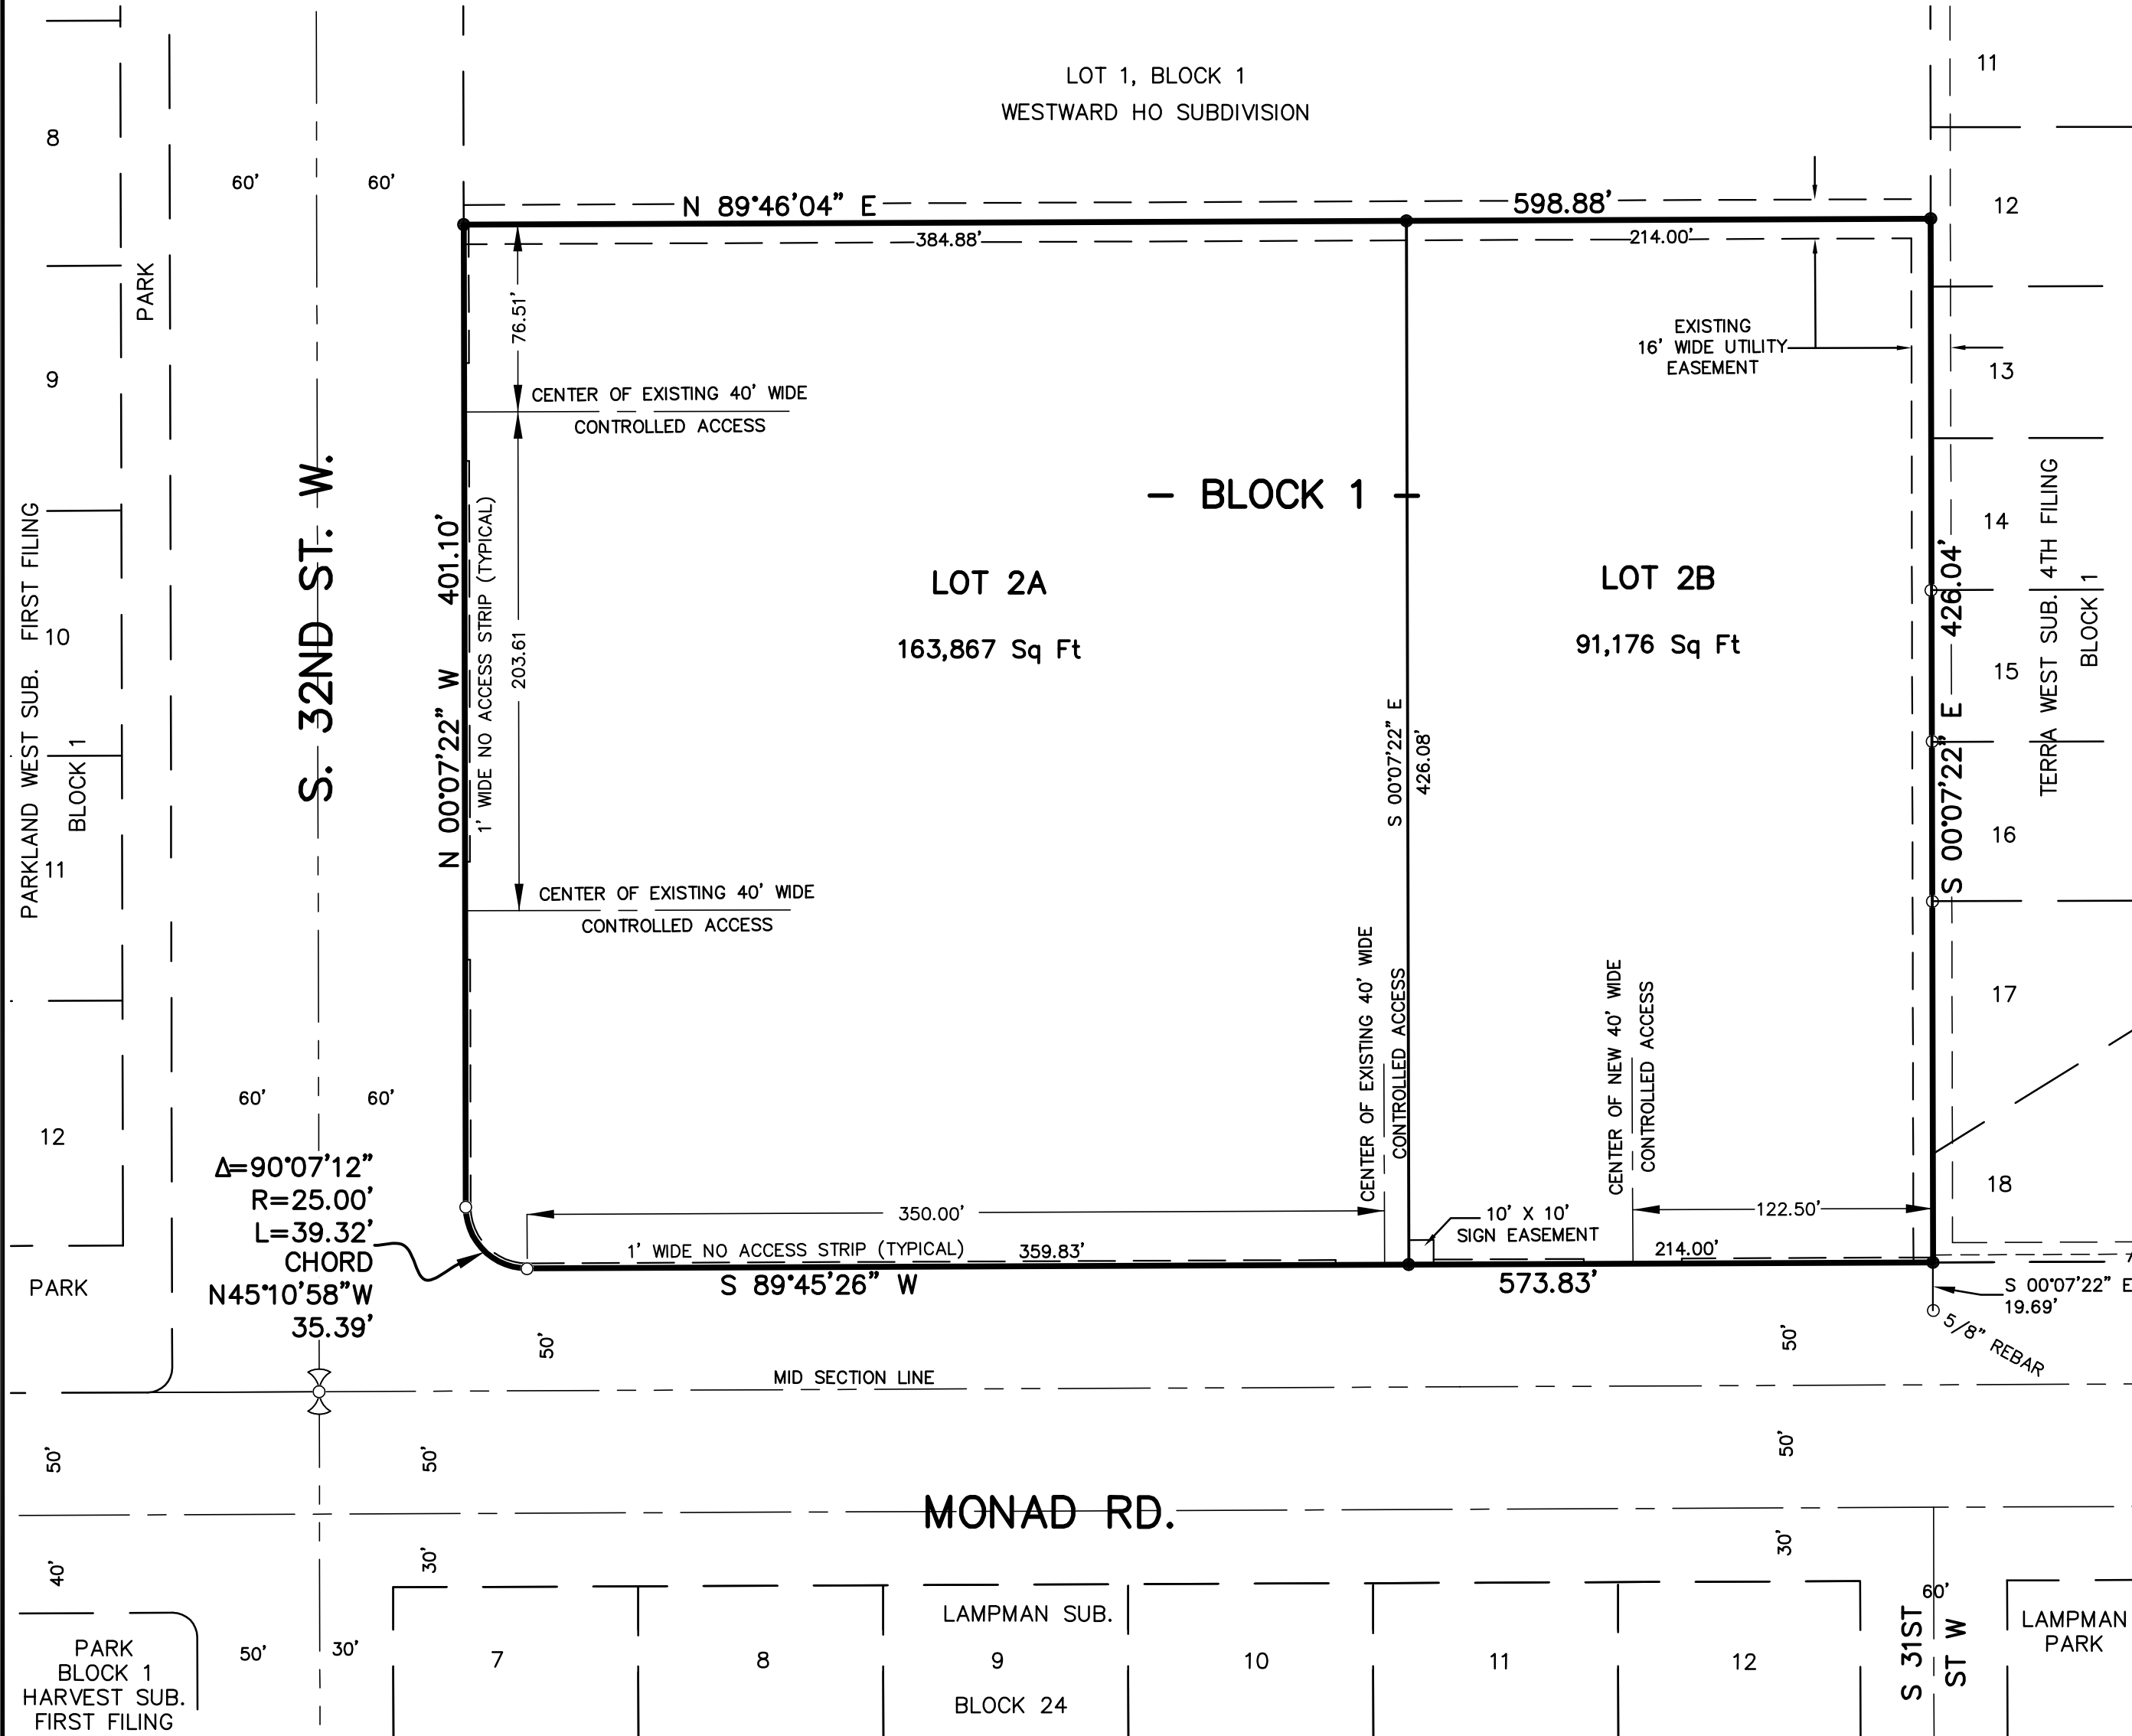 LOT 1, BLOCK 1
WESTWARD HO SUBDIVISION
11
8
60'
60'
12
N 89°46'04" E
598.88'
384.88'
214.00'
PARK
76.51'
EXISTING
16' WIDE UTILITY
EASEMENT
13
9
CENTER OF EXISTING 40' WIDE
CONTROLLED ACCESS
- BLOCK 1 -
14
PARKLAND WEST SUB. FIRST FILING
BLOCK 1
S. 32ND ST. W.
N 00°07'22" W 401.10'
1' WIDE NO ACCESS STRIP (TYPICAL)
203.61
LOT 2A
163,867 Sq Ft
LOT 2B
91,176 Sq Ft
S 00°07'22" E 426.04'
TERRA WEST SUB. 4TH FILING
BLOCK 1
10
15
S 00°07'22" E
426.08'
16
11
CENTER OF EXISTING 40' WIDE
CONTROLLED ACCESS
CENTER OF EXISTING 40' WIDE
CONTROLLED ACCESS
CENTER OF NEW 40' WIDE
CONTROLLED ACCESS
17
60'
60'
12
18
Δ=90°07'12"
R=25.00'
L=39.32'
CHORD
N45°10'58"W
35.39'
350.00'
10' X 10'
SIGN EASEMENT
122.50'
1' WIDE NO ACCESS STRIP (TYPICAL)
359.83'
214.00'
S 89°45'26" W
573.83'
PARK
S 00°07'22" E
19.69'
5/8" REBAR
50'
50'
MID SECTION LINE
50'
50'
50'
MONAD RD.
40'
30'
30'
60'
LAMPMAN SUB.
S 31ST
ST W
LAMPMAN
PARK
PARK
BLOCK 1
HARVEST SUB.
FIRST FILING
50'
30'
7
8
9
10
11
12
BLOCK 24